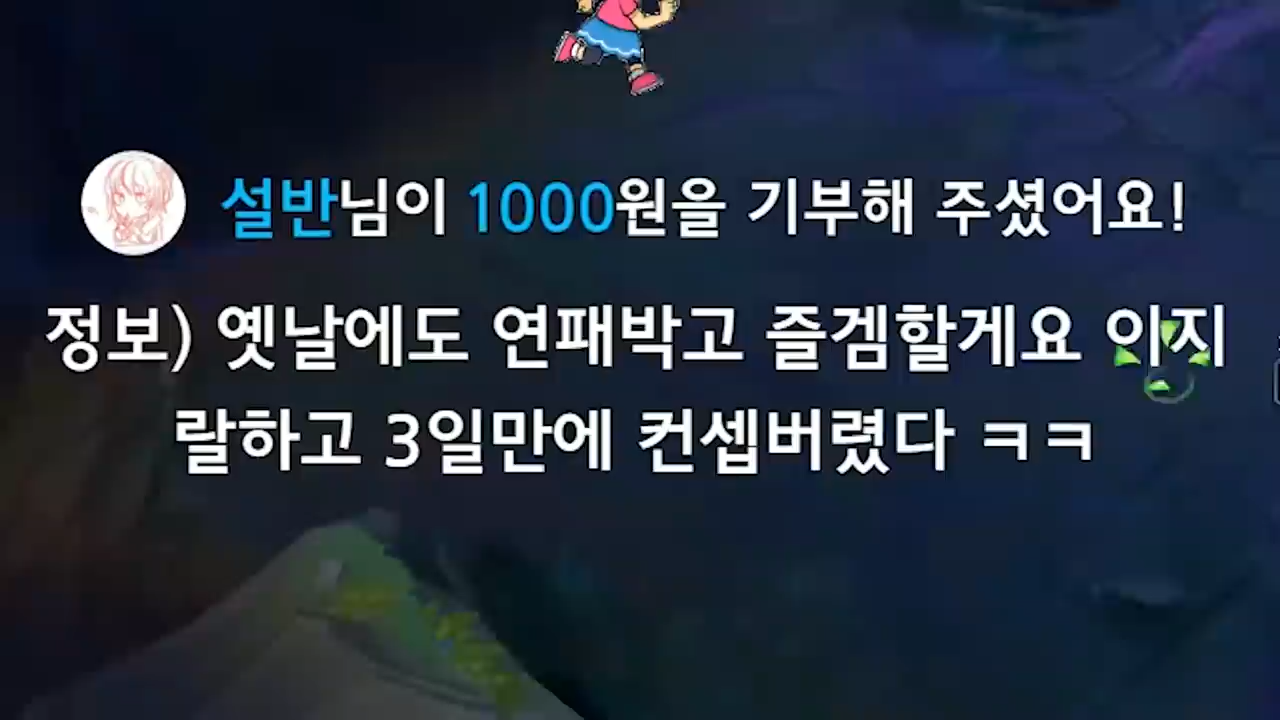 설반님이 1000원을 기부해 주셨어요!
정보) 옛날에도 연패박고 즐겜할게요 이지
랄하고 3일만에 컨셉버렸다 ㅋㅋ